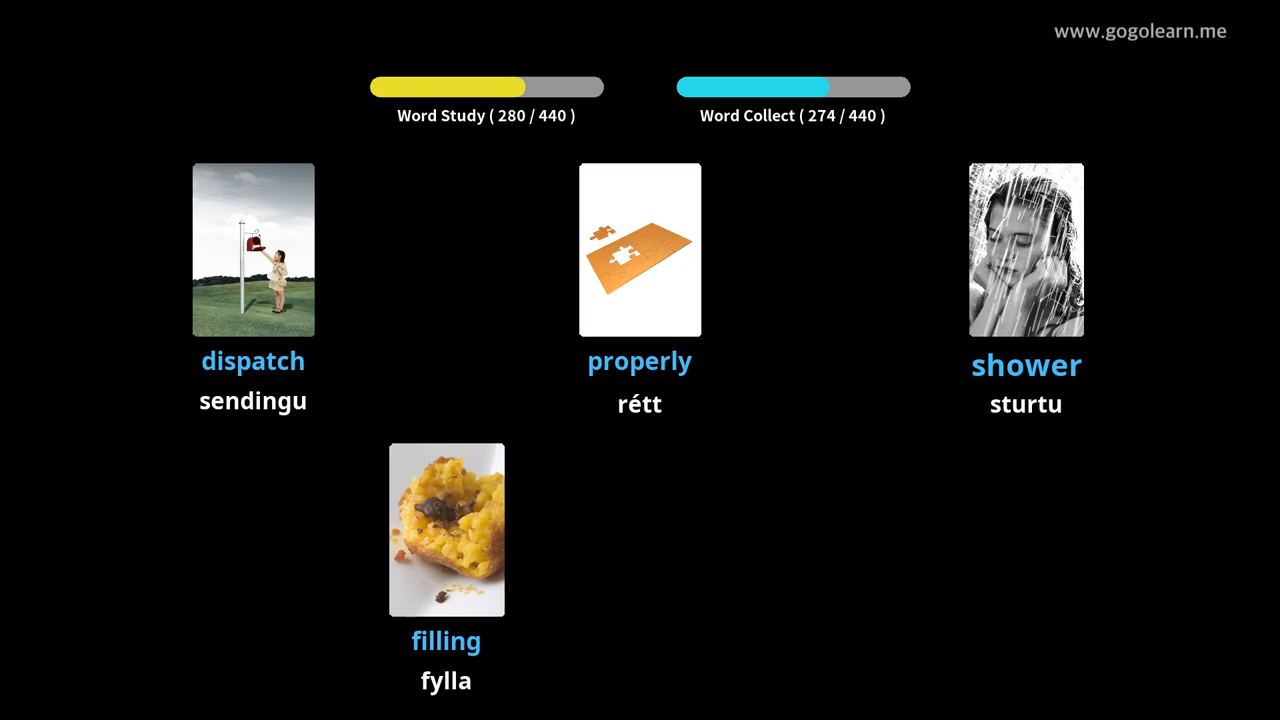 www.gogolearn.me
Word Study ( 280 / 440 )
Word Collect ( 274 / 440 )
dispatch
sendingu
properly
rétt
shower
sturtu
filling
fylla